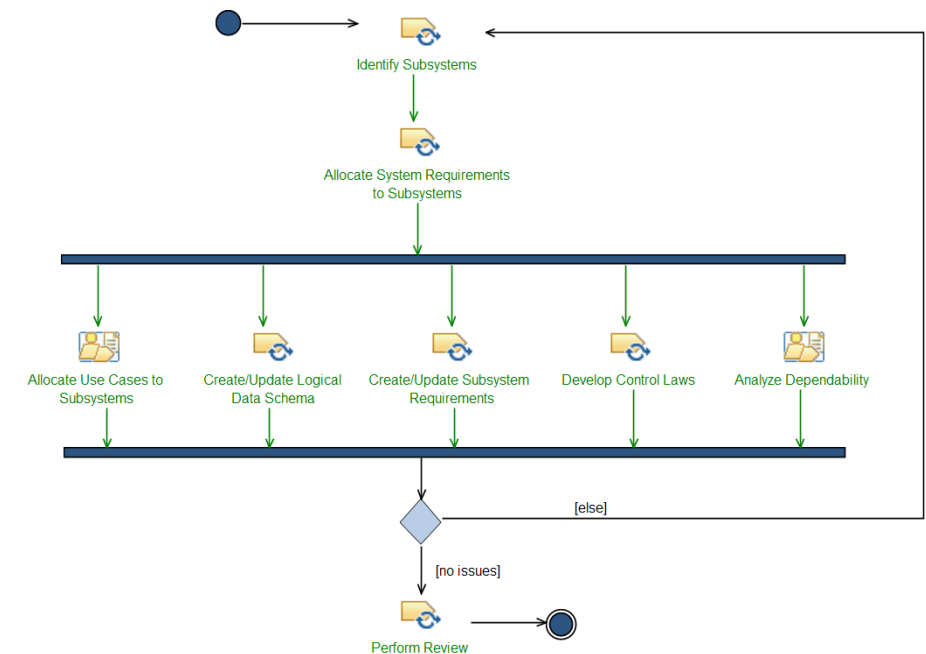 Identify Subsystems
Allocate System Requirements
to Subsystems
Allocate Use Cases to
Subsystems
Create/Update Logical
Data Schema
Create/Update Subsystem
Requirements
Develop Control Laws
Analyze Dependability
[else]
[no issues]
Perform Review